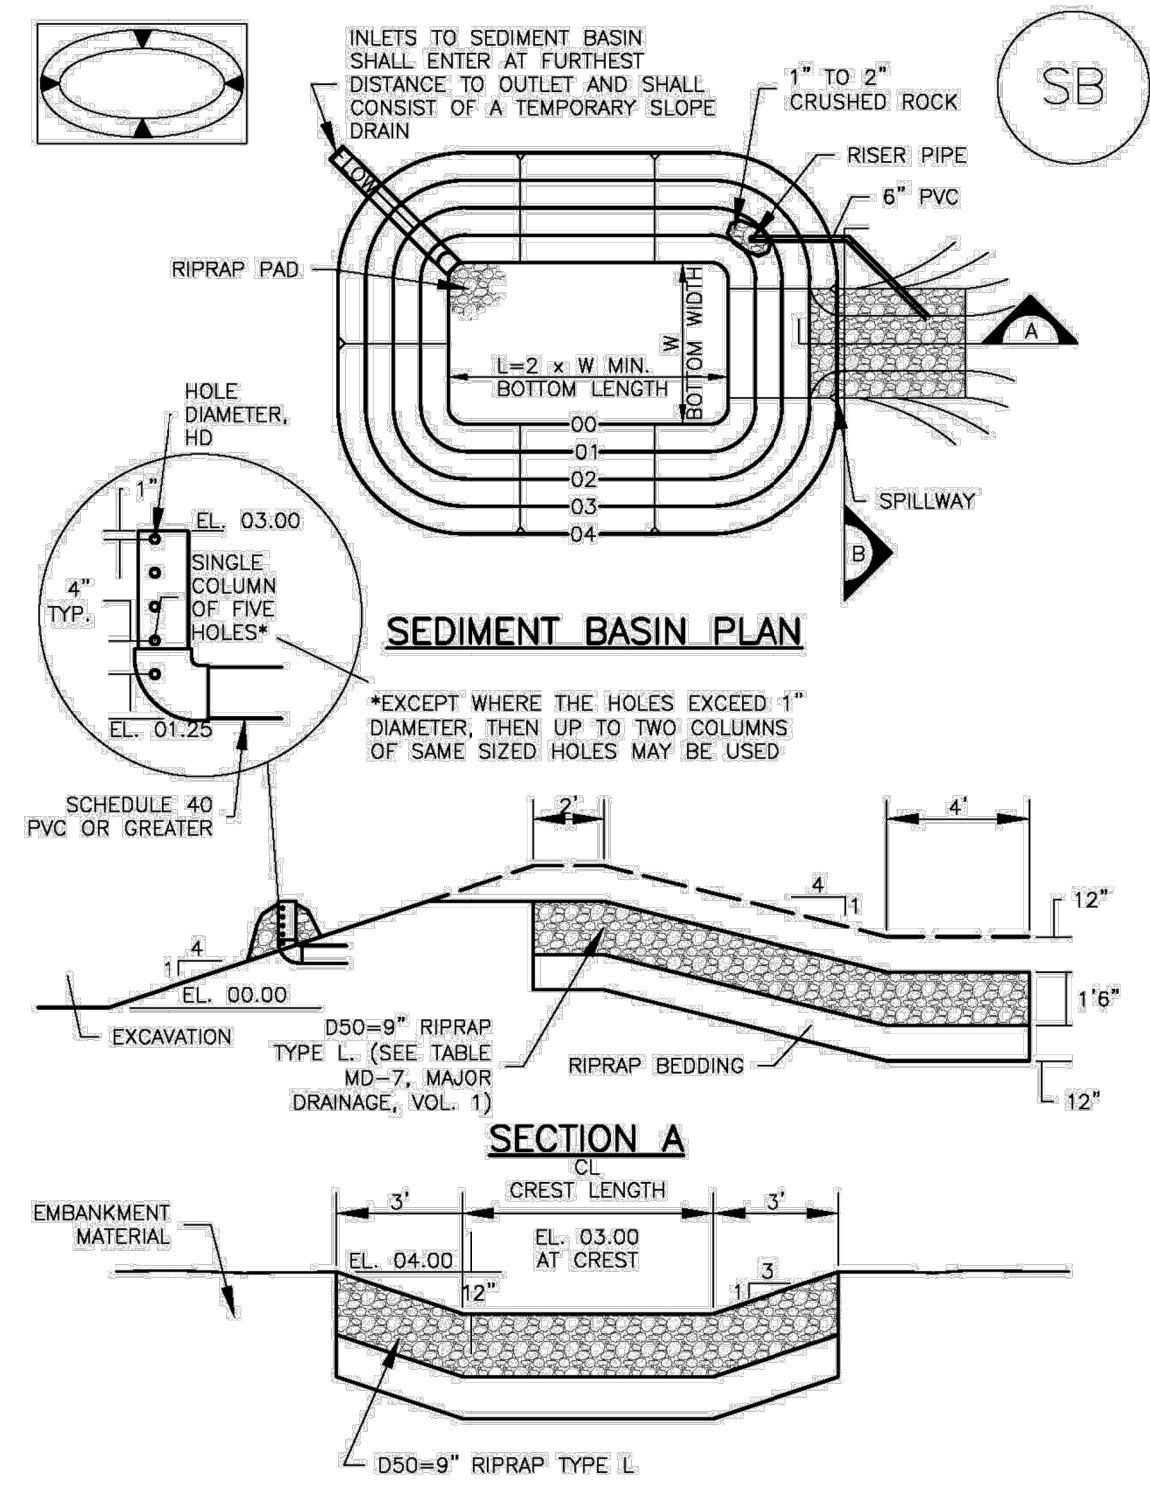 INLETS TO SEDIMENT BASIN
SHALL ENTER AT FURTHEST
DISTANCE TO OUTLET AND SHALL
CONSIST OF A TEMPORARY SLOPE
DRAIN
1" TO 2"
CRUSHED ROCK
SB
RISER PIPE
6" PVC
FLOW
RIPRAP PAD
W
BOTTOM WIDTH
L=2 x W MIN.
BOTTOM LENGTH
A
00
01
02
03
04
SPILLWAY
B
HOLE
DIAMETER,
HD
1"
EL. 03.00
4"
TYP.
SINGLE
COLUMN
OF FIVE
HOLES*
EL. 01.25
SEDIMENT BASIN PLAN
*EXCEPT WHERE THE HOLES EXCEED 1"
DIAMETER, THEN UP TO TWO COLUMNS
OF SAME SIZED HOLES MAY BE USED
SCHEDULE 40
PVC OR GREATER
2'
4'
4
1
12"
4
1
EL. 00.00
1'6"
EXCAVATION
D50=9" RIPRAP
TYPE L. (SEE TABLE
MD-7, MAJOR
DRAINAGE, VOL. 1)
RIPRAP BEDDING
12"
SECTION A
CL
CREST LENGTH
3'
3'
EMBANKMENT
MATERIAL
EL. 04.00
EL. 03.00
AT CREST
12"
3
1
D50=9" RIPRAP TYPE L